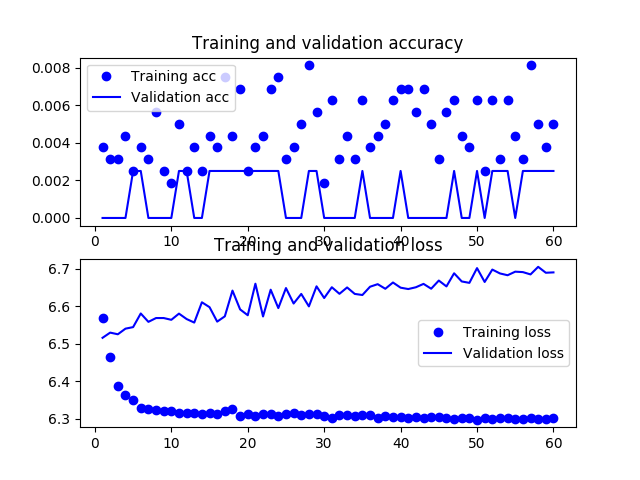 Training and validation accuracy
0.008
0.006
0.004
0.002
0.000
Training acc
Validation acc
0 10 20 30 40 50 60
Training and validation loss
6.7
6.6
6.5
6.4
6.3
Training loss
Validation loss
0 10 20 30 40 50 60